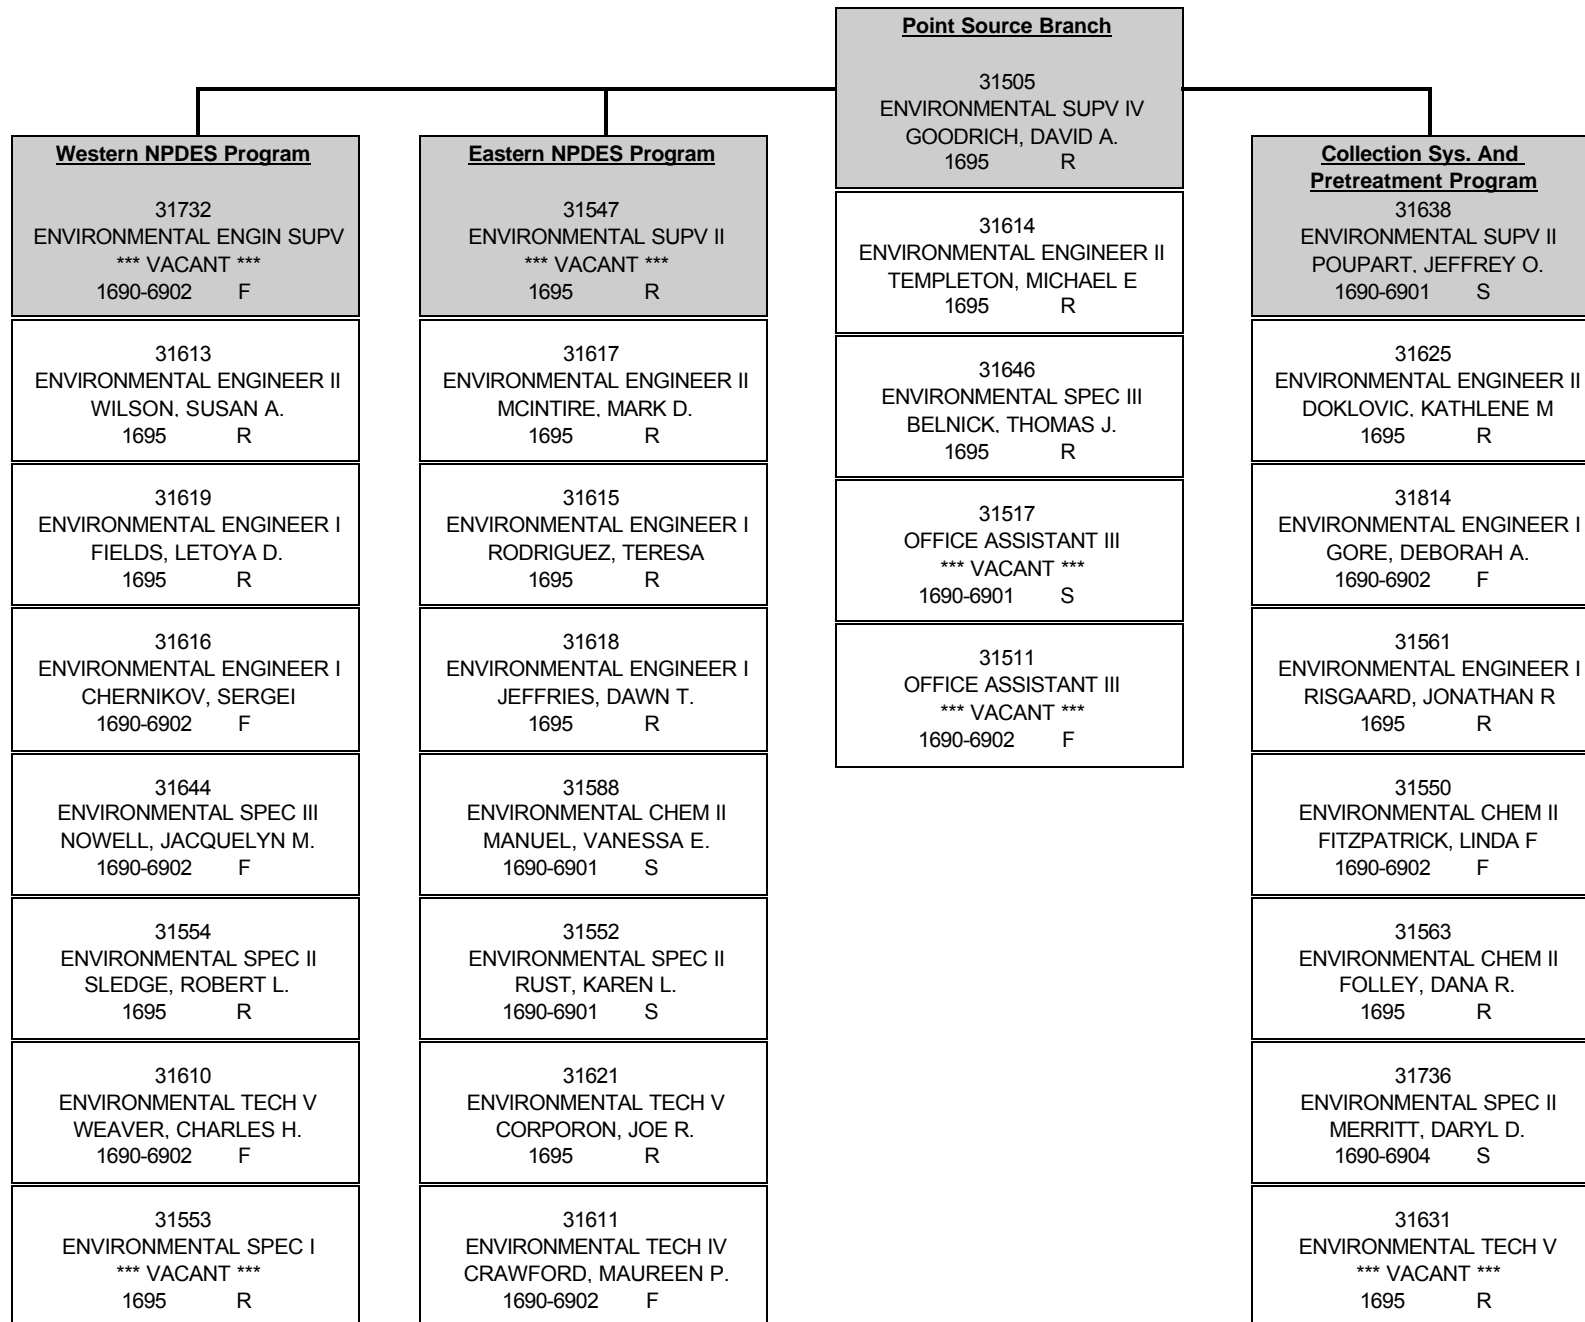 Point Source Branch
31505
ENVIRONMENTAL SUPV IV
GOODRICH, DAVID A.
1695 R
31614
ENVIRONMENTAL ENGINEER II
TEMPLETON, MICHAEL E
1695 R
31646
ENVIRONMENTAL SPEC III
BELNICK, THOMAS J.
1695 R
31517
OFFICE ASSISTANT III
*** VACANT ***
1690-6901 S
31511
OFFICE ASSISTANT III
*** VACANT ***
1690-6902 F
Western NPDES Program
31732
ENVIRONMENTAL ENGIN SUPV
*** VACANT ***
1690-6902 F
31613
ENVIRONMENTAL ENGINEER II
WILSON, SUSAN A.
1695 R
31619
ENVIRONMENTAL ENGINEER I
FIELDS, LETOYA D.
1695 R
31616
ENVIRONMENTAL ENGINEER I
CHERNIKOV, SERGEI
1690-6902 F
31644
ENVIRONMENTAL SPEC III
NOWELL, JACQUELYN M.
1690-6902 F
31554
ENVIRONMENTAL SPEC II
SLEDGE, ROBERT L.
1695 R
31610
ENVIRONMENTAL TECH V
WEAVER, CHARLES H.
1690-6902 F
31553
ENVIRONMENTAL SPEC I
*** VACANT ***
1695 R
Eastern NPDES Program
31547
ENVIRONMENTAL SUPV II
*** VACANT ***
1695 R
31617
ENVIRONMENTAL ENGINEER II
MCINTIRE, MARK D.
1695 R
31615
ENVIRONMENTAL ENGINEER I
RODRIGUEZ, TERESA
1695 R
31618
ENVIRONMENTAL ENGINEER I
JEFFRIES, DAWN T.
1695 R
31588
ENVIRONMENTAL CHEM II
MANUEL, VANESSA E.
1690-6901 S
31552
ENVIRONMENTAL SPEC II
RUST, KAREN L.
1690-6901 S
31621
ENVIRONMENTAL TECH V
CORPORON, JOE R.
1695 R
31611
ENVIRONMENTAL TECH IV
CRAWFORD, MAUREEN P.
1690-6902 F
Collection Sys. And
Pretreatment Program
31638
ENVIRONMENTAL SUPV II
POUPART, JEFFREY O.
1690-6901 S
31625
ENVIRONMENTAL ENGINEER II
DOKLOVIC, KATHLENE M
1695 R
31814
ENVIRONMENTAL ENGINEER I
GORE, DEBORAH A.
1690-6902 F
31561
ENVIRONMENTAL ENGINEER I
RISGAARD, JONATHAN R
1695 R
31550
ENVIRONMENTAL CHEM II
FITZPATRICK, LINDA F
1690-6902 F
31563
ENVIRONMENTAL CHEM II
FOLLEY, DANA R.
1695 R
31736
ENVIRONMENTAL SPEC II
MERRITT, DARYL D.
1690-6904 S
31631
ENVIRONMENTAL TECH V
*** VACANT ***
1695 R